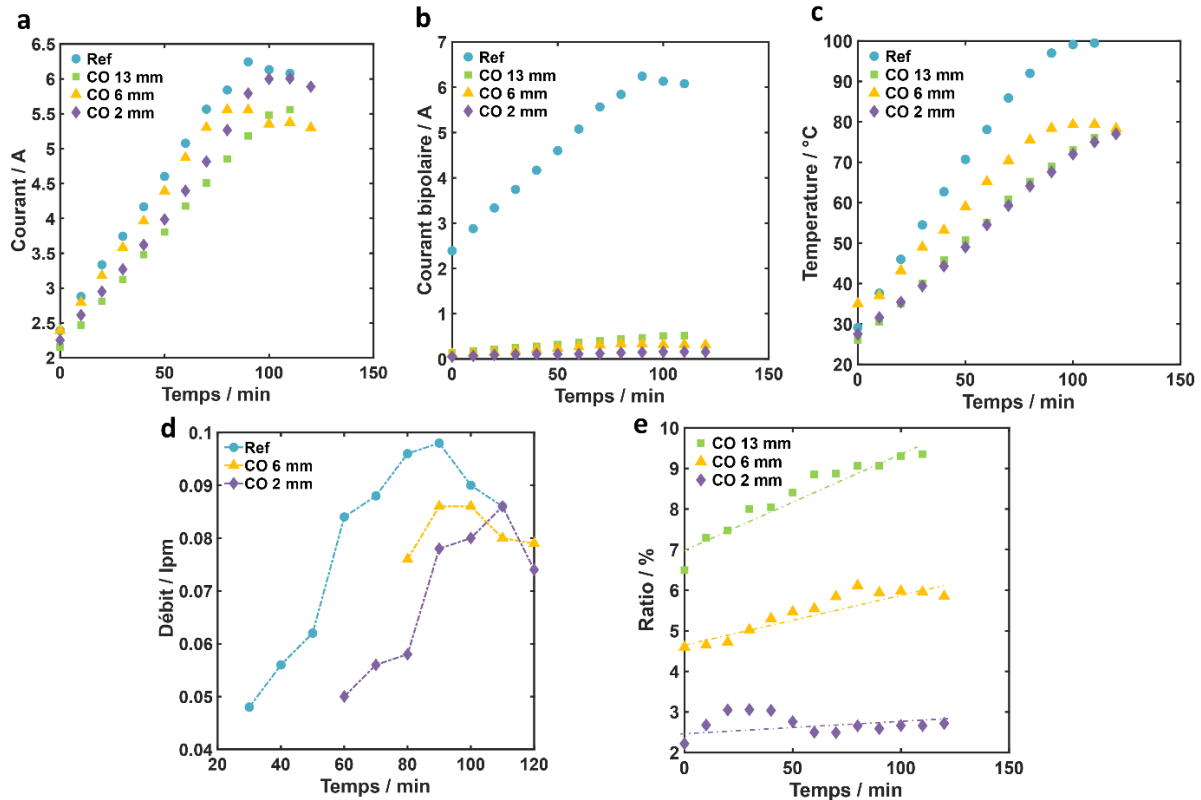 a
6.5
6
5.5
5
4.5
4
3.5
3
2.5
2
Courant / A
Ref
CO 13 mm
CO 6 mm
CO 2 mm
0 50 100 150
Temps / min
b
7
6
5
4
3
2
1
0
Courant bipolaire / A
Ref
CO 13 mm
CO 6 mm
CO 2 mm
0 50 100 150
Temps / min
c
100
90
80
70
60
50
40
30
20
Temperature / °C
Ref
CO 13 mm
CO 6 mm
CO 2 mm
0 50 100 150
Temps / min
d
0.1
0.09
0.08
0.07
0.06
0.05
0.04
Débit / lpm
Ref
CO 6 mm
CO 2 mm
20 40 60 80 100 120
Temps / min
e
10
9
8
7
6
5
4
3
2
Ratio / %
CO 13 mm
CO 6 mm
CO 2 mm
0 50 100 150
Temps / min